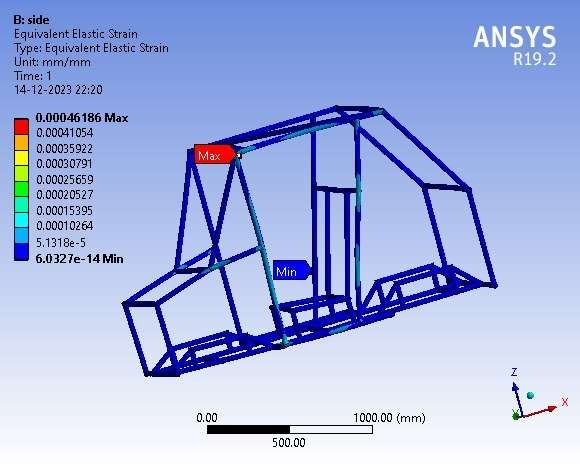 B: side
Equivalent Elastic Strain
Type: Equivalent Elastic Strain
Unit: mm/mm
Time: 1
14-12-2023 22:20
ANSYS
R19.2
0.00046186 Max
0.00041054
0.00035922
0.00030791
0.00025659
0.00020527
0.00015395
0.00010264
5.1318e-5
6.0327e-14 Min
Max
Min
Z
Y
X
0.00
1000.00 (mm)
500.00